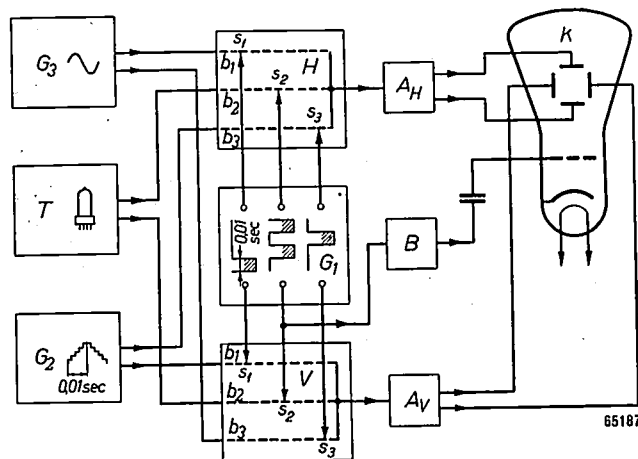 G3
s1
b1
H
s2
b2
s3
b3
AH
K
T
0,01 sec
G1
B
G2
0,01sec
b1
s1
V
b2
s2
b3
s3
AV
65187